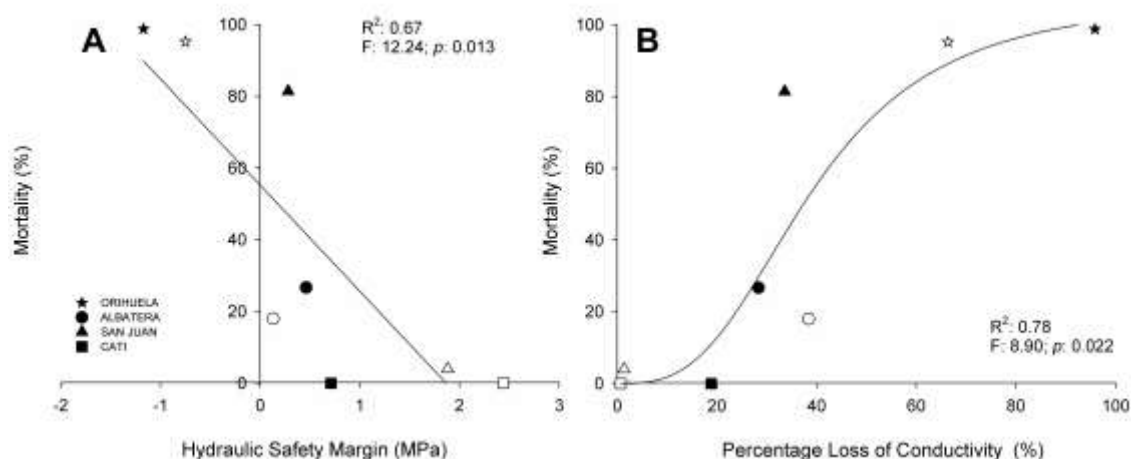 A
R²: 0.67
F: 12.24; p: 0.013
Mortality (%)
100
80
60
40
20
0
ORIHUELA
ALBATERA
SAN JUAN
CATI
-2
-1
0
1
2
3
Hydraulic Safety Margin (MPa)
B
Mortality (%)
100
80
60
40
20
0
R²: 0.78
F: 8.90; p: 0.022
0
20
40
60
80
100
Percentage Loss of Conductivity (%)